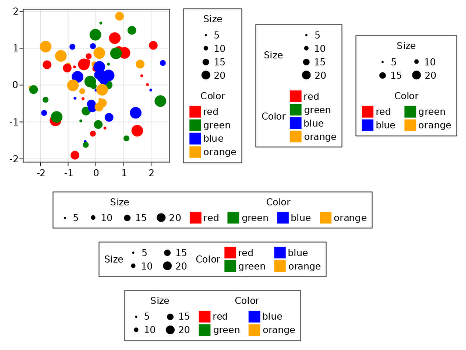 2
1
0
-1
-2
-2 -1 0 1 2
Size
5
10
15
20
Color
red
green
blue
orange
Size
5
10
15
20
Color
red
green
blue
orange
Size
5 10
15 20
Color
red green
blue orange
Size Color
5 10 15 20 red green blue orange
Size 5 15 Color red blue
10 20 green orange
Size Color
5 15 red blue
10 20 green orange